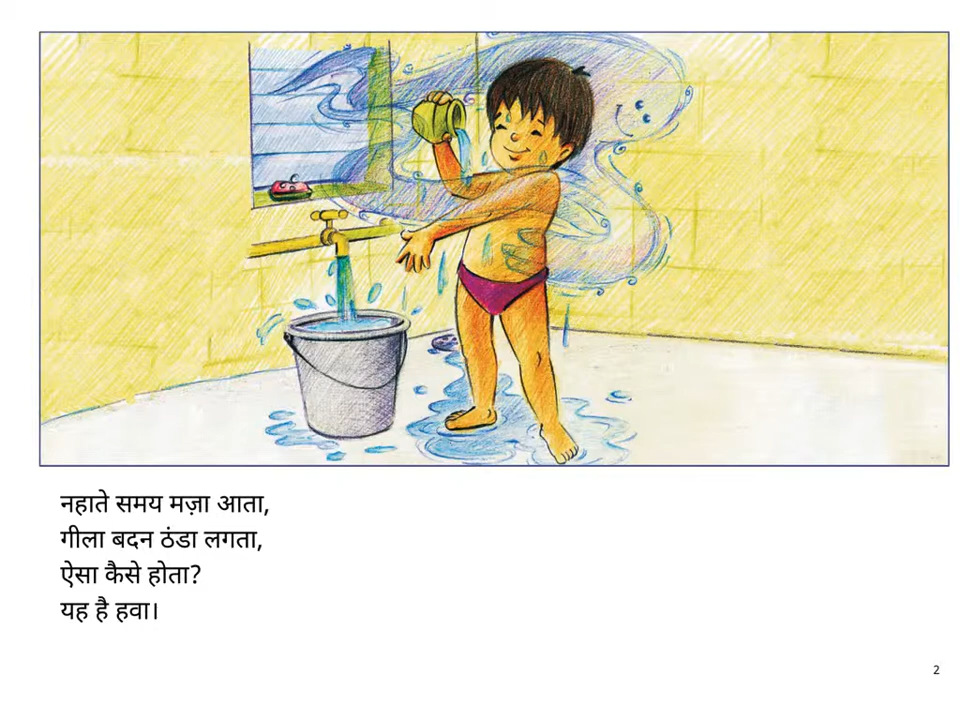 नहाते समय मज़ा आता,
गीला बदन ठंडा लगता,
ऐसा कैसे होता?
यह है हवा।
2